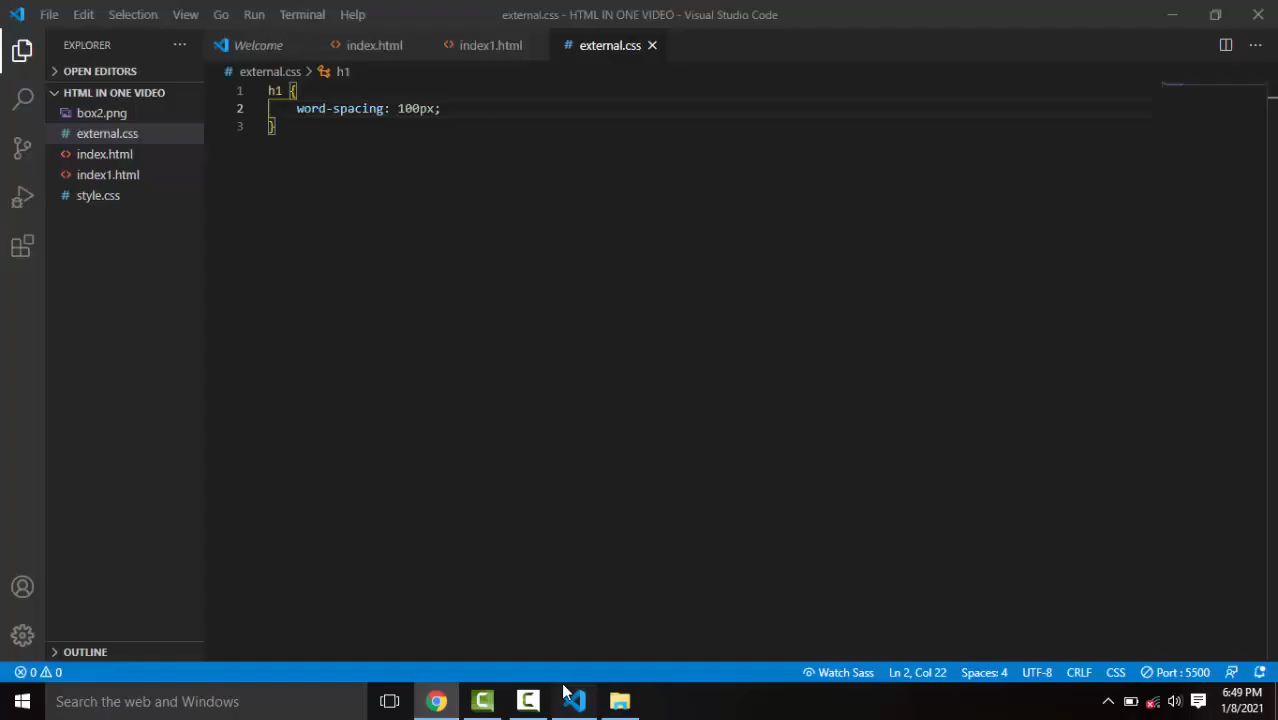 File Edit Selection View Go Run Terminal Help external.css - HTML IN ONE VIDEO - Visual Studio Code
EXPLORER
Welcome index.html index1.html external.css
OPEN EDITORS
external.css h1
HTML IN ONE VIDEO
box2.png
external.css
index.html
index1.html
style.css
1 h1 {
2 word-spacing: 100px;
3 }
OUTLINE
0 0 Watch Sass Ln 2, Col 22 Spaces: 4 UTF-8 CRLF CSS Port : 5500
Search the web and Windows
6:49 PM
1/8/2021